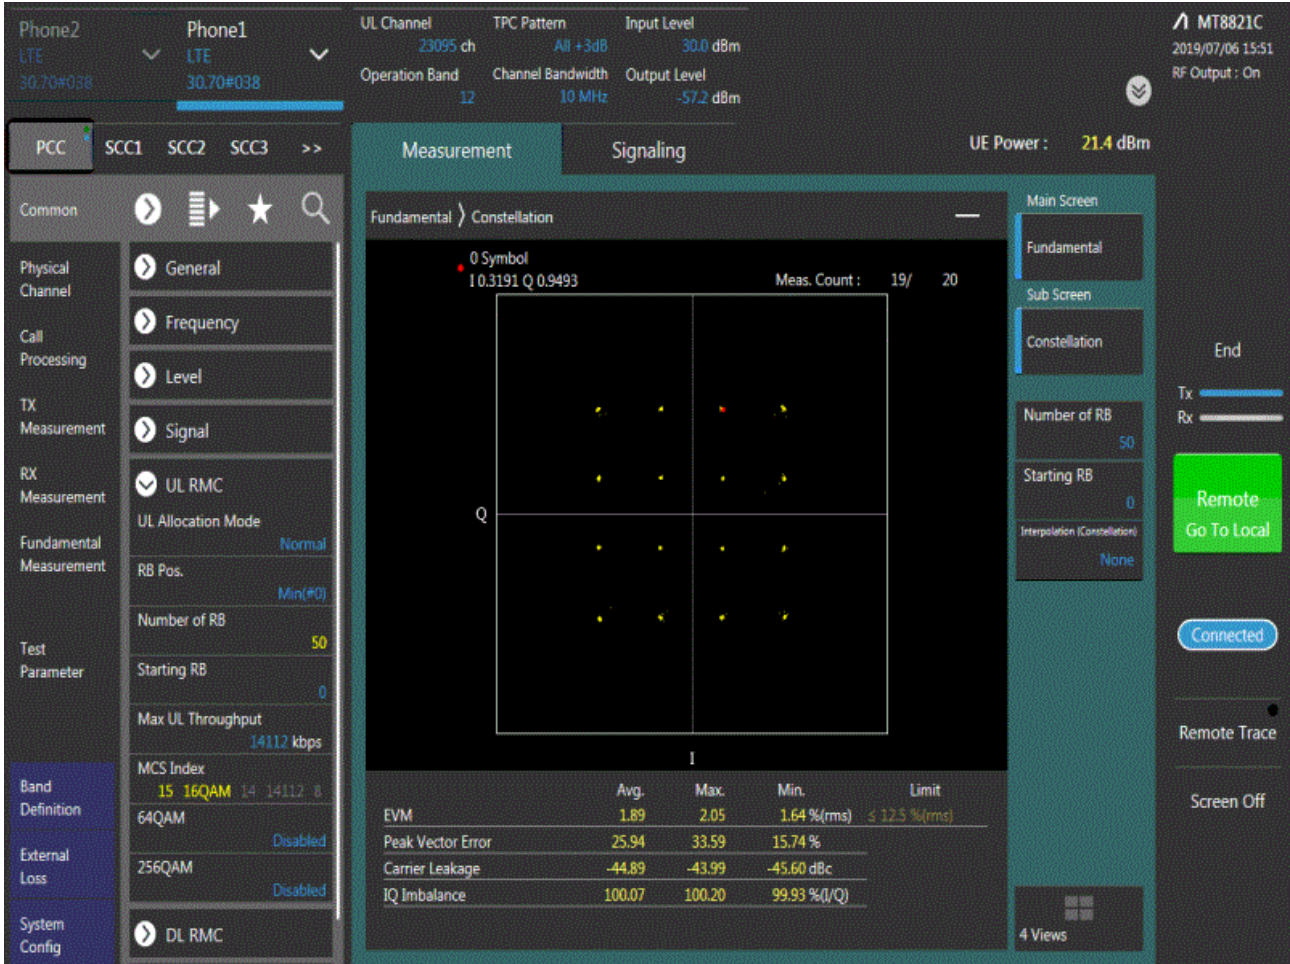 Phone2
LTE
30.70#038
Phone1
LTE
30.70#038
UL Channel
23095 ch
TPC Pattern
All +3dB
Input Level
30.0 dBm
Operation Band
12
Channel Bandwidth
10 MHz
Output Level
-57.2 dBm
MT8821C
2019/07/06 15:51
RF Output : On
PCC SCC1 SCC2 SCC3 >>
Measurement
Signaling
UE Power : 21.4 dBm
Common
Physical
Channel
Call
Processing
TX
Measurement
RX
Measurement
Fundamental
Measurement
Test
Parameter
Band
Definition
External
Loss
System
Config
General
Frequency
Level
Signal
UL RMC
UL Allocation Mode
Normal
RB Pos.
Min(#0)
Number of RB
50
Starting RB
0
Max UL Throughput
14112 kbps
MCS Index
15 16QAM 14 14112 8
64QAM
Disabled
256QAM
Disabled
DL RMC
Fundamental 〉 Constellation
0 Symbol
I 0.3191 Q 0.9493
Meas. Count : 19/ 20
Q
I
Avg. Max. Min. Limit
EVM 1.89 2.05 1.64 %(rms) ≤ 12.5 %(rms)
Peak Vector Error 25.94 33.59 15.74 %
Carrier Leakage -44.89 -43.99 -45.60 dBc
IQ Imbalance 100.07 100.20 99.93 %(I/Q)
Main Screen
Fundamental
Sub Screen
Constellation
Number of RB
50
Starting RB
0
Interpolation (Constellation)
None
4 Views
End
Tx
Rx
Remote
Go To Local
Connected
Remote Trace
Screen Off